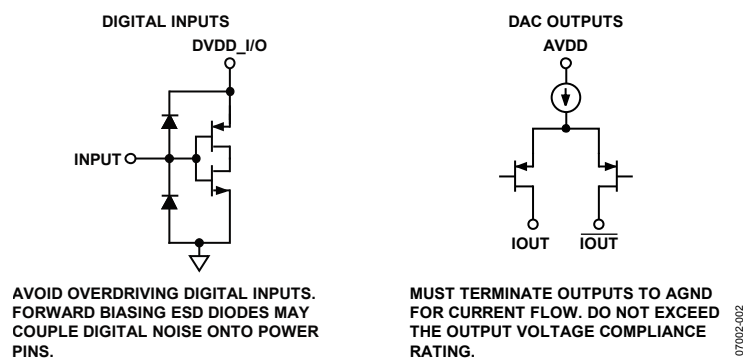 DIGITAL INPUTS
DVDD_I/O
INPUT
AVOID OVERDRIVING DIGITAL INPUTS.
FORWARD BIASING ESD DIODES MAY
COUPLE DIGITAL NOISE ONTO POWER
PINS.
DAC OUTPUTS
AVDD
IOUT
IOUT
MUST TERMINATE OUTPUTS TO AGND
FOR CURRENT FLOW. DO NOT EXCEED
THE OUTPUT VOLTAGE COMPLIANCE
RATING.
07002-002